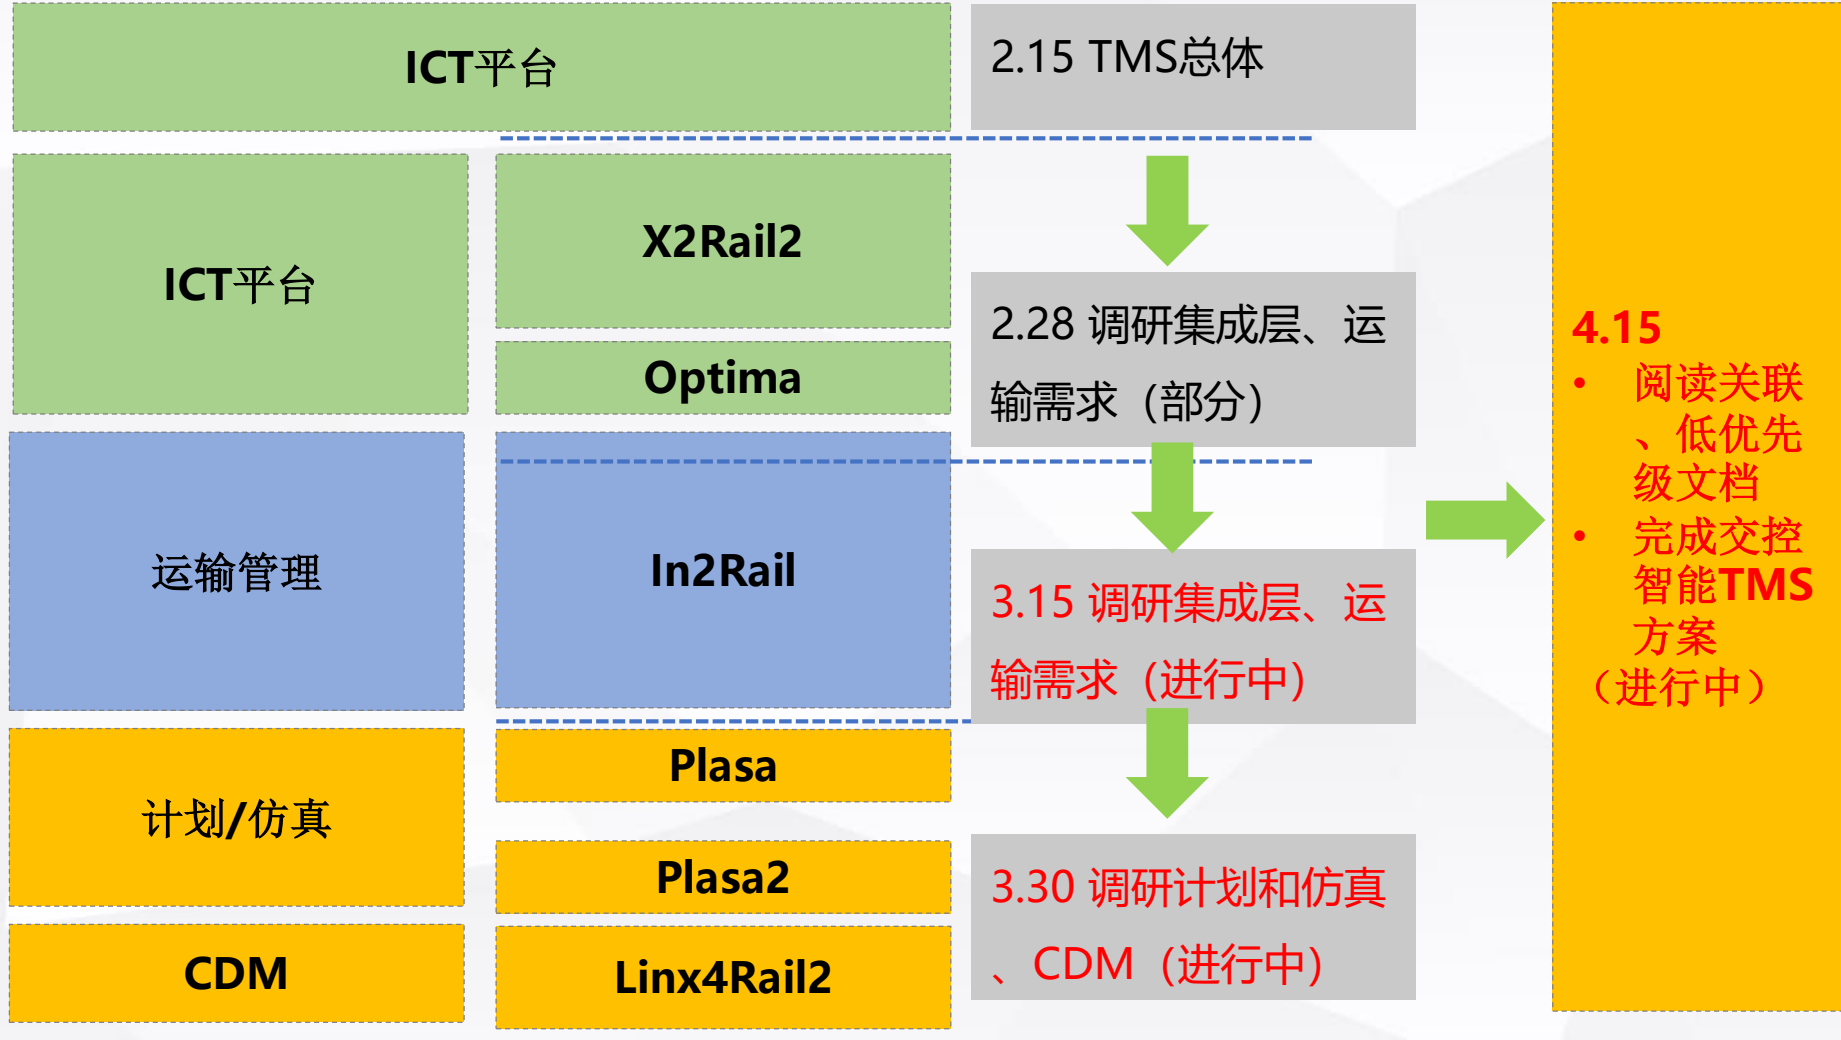 ICT平台
2.15 TMS总体
ICT平台
X2Rail2
Optima
2.28 调研集成层、运
输需求（部分）
运输管理
In2Rail
3.15 调研集成层、运
输需求（进行中）
计划/仿真
Plasa
Plasa2
3.30 调研计划和仿真
、CDM（进行中）
CDM
Linx4Rail2
4.15
• 阅读关联
、低优先
级文档
• 完成交控
智能TMS
方案
（进行中）